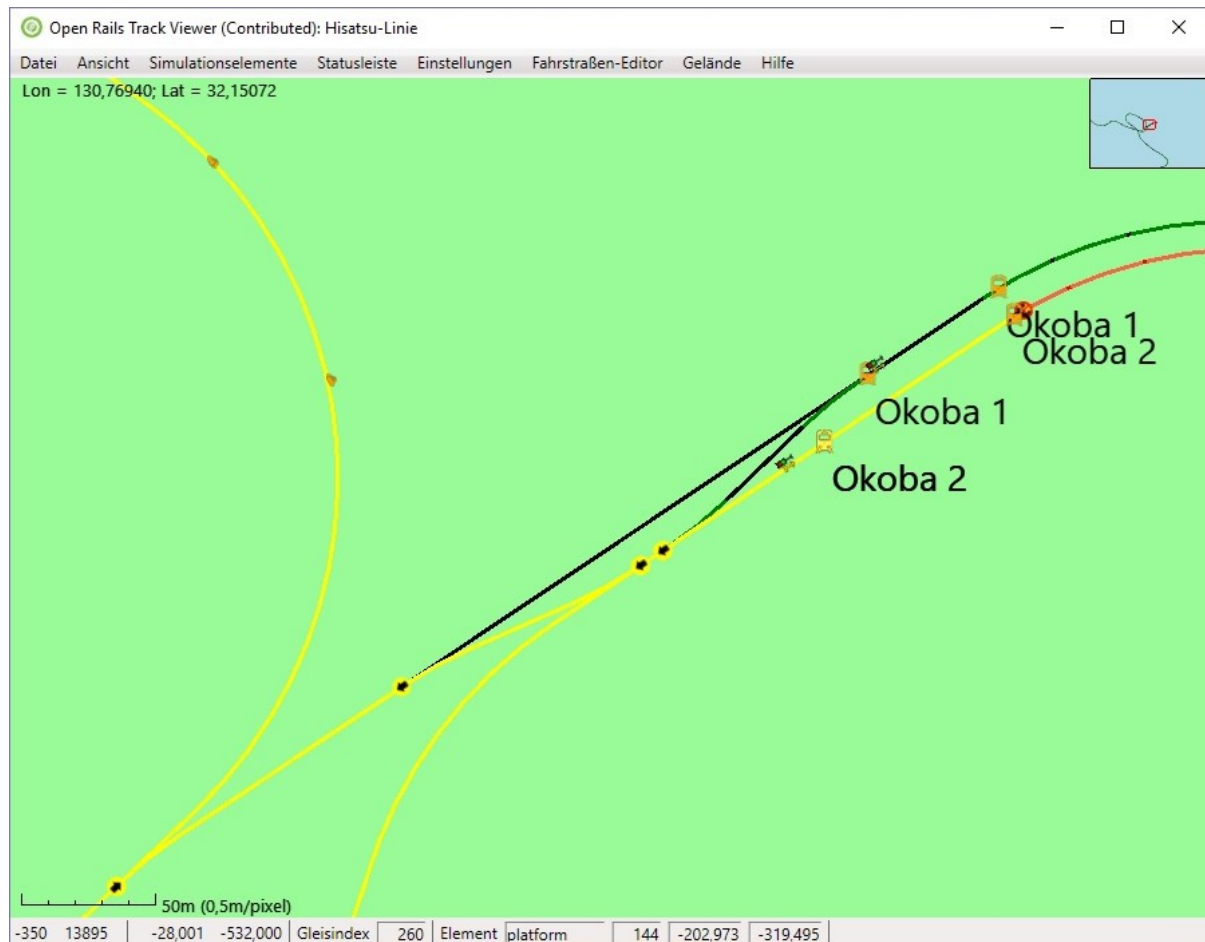 Open Rails Track Viewer (Contributed): Hisatsu-Linie
Datei Ansicht Simulationselemente Statusleiste Einstellungen Fahrstraßen-Editor Gelände Hilfe
Lon = 130,76940; Lat = 32,15072
Okoba 1
Okoba 2
Okoba 1
Okoba 2
50m (0,5m/pixel)
-350 13895 -28,001 -532,000 Gleisindex 260 Element platform 144 -202,973 -319,495